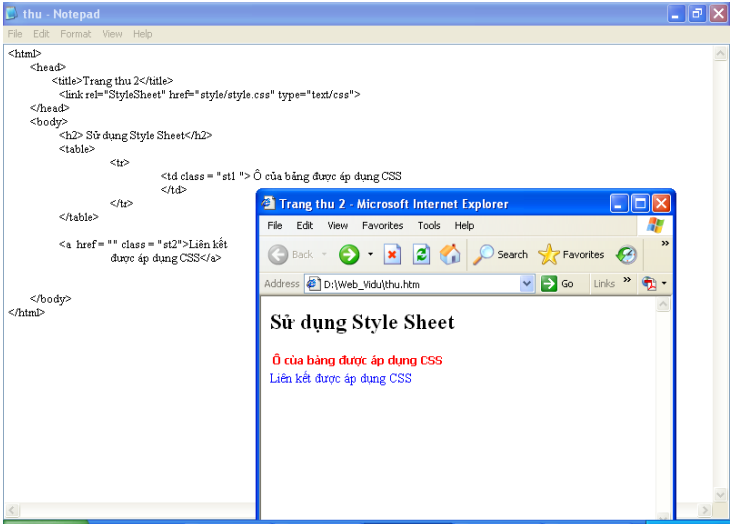 thu - Notepad
File Edit Format View Help
<html>
<head>
<title>Trang thu 2</title>
<link rel="StyleSheet" href="style/style.css" type="text/css">
</head>
<body>
<h2> Sử dụng Style Sheet</h2>
<table>
<tr>
<td class = "st1 "> Ô của bảng được áp dụng CSS
</td>
</tr>
</table>
<a href = "" class = "st2">Liên kết
được áp dụng CSS</a>
</body>
</html>
Trang thu 2 - Microsoft Internet Explorer
File Edit View Favorites Tools Help
Back Search Favorites
Address D:\Web_Vidu\thu.htm Go Links
Sử dụng Style Sheet
Ô của bảng được áp dụng CSS
Liên kết được áp dụng CSS